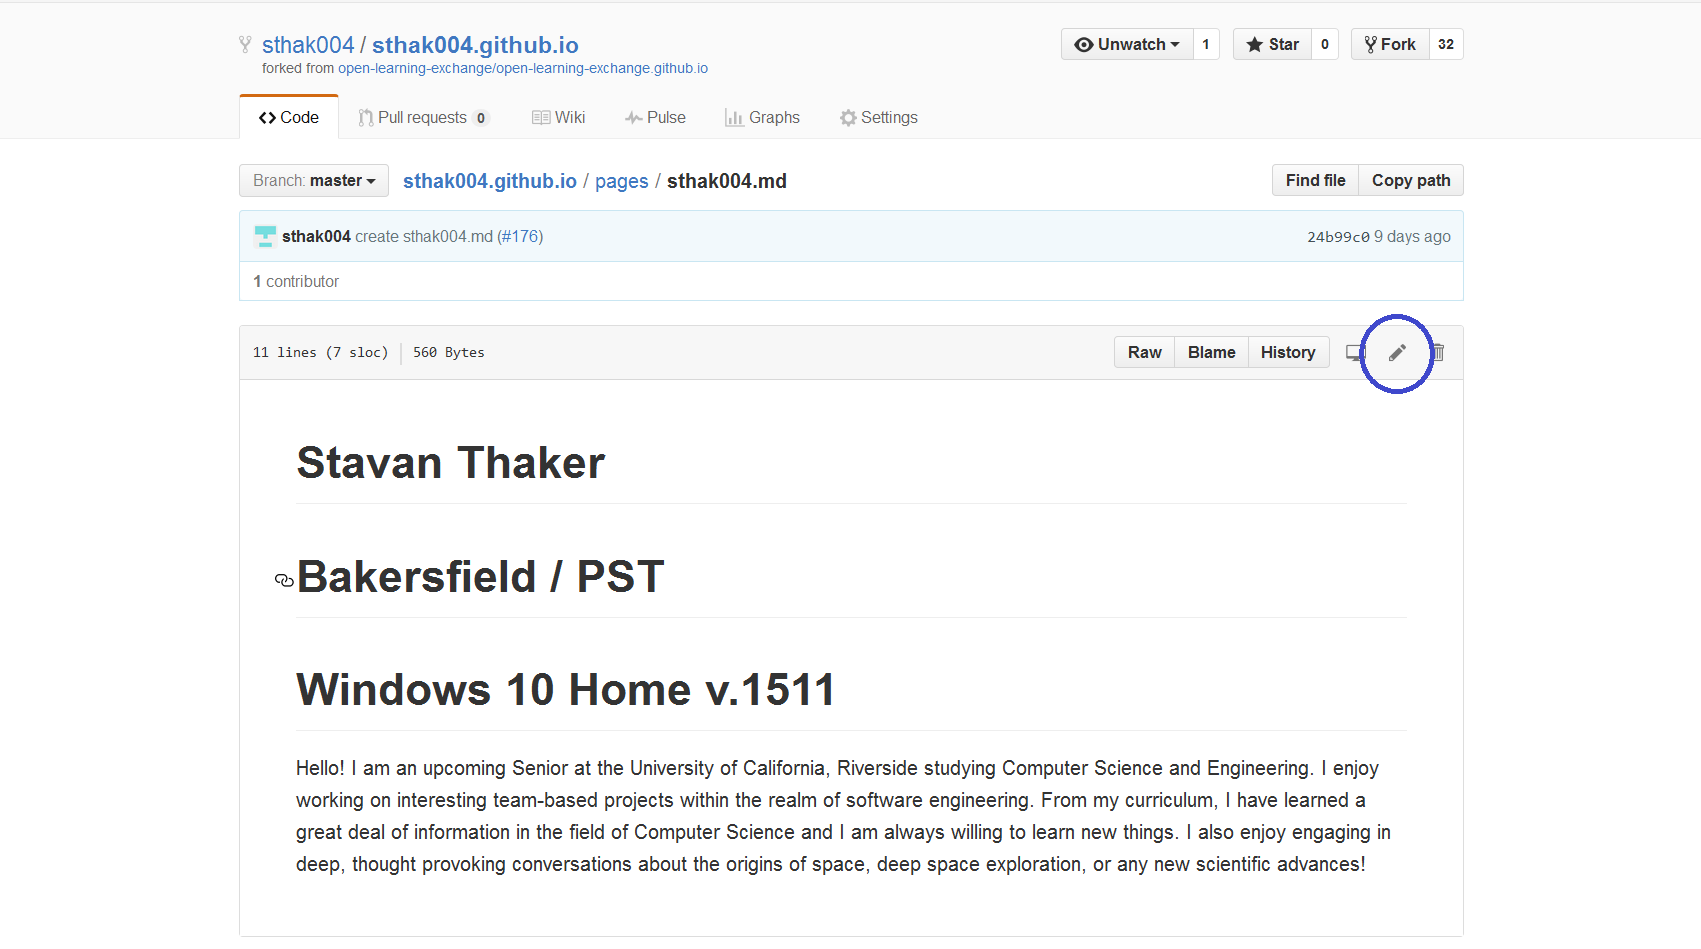 sthak004 / sthak004.github.io
Unwatch 1 Star 0 Fork 32
forked from open-learning-exchange/open-learning-exchange.github.io
Code Pull requests 0 Wiki Pulse Graphs Settings
Branch: master sthak004.github.io / pages / sthak004.md Find file Copy path
sthak004 create sthak004.md (#176) 24b99c0 9 days ago
1 contributor
11 lines (7 sloc) 560 Bytes Raw Blame History
Stavan Thaker
Bakersfield / PST
Windows 10 Home v.1511
Hello! I am an upcoming Senior at the University of California, Riverside studying Computer Science and Engineering. I enjoy
working on interesting team-based projects within the realm of software engineering. From my curriculum, I have learned a
great deal of information in the field of Computer Science and I am always willing to learn new things. I also enjoy engaging in
deep, thought provoking conversations about the origins of space, deep space exploration, or any new scientific advances!